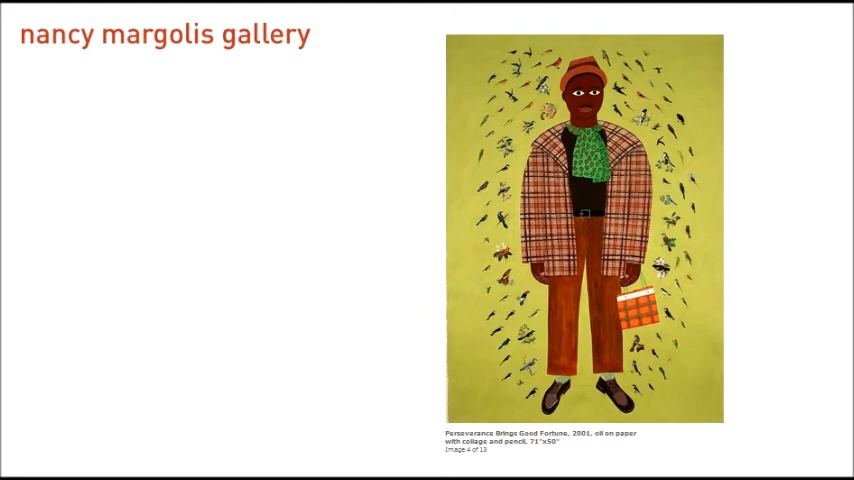 nancy margolis gallery
Perseverance Brings Good Fortune, 2001, oil on paper
with collage and pencil, 71"x50"
Image 4 of 13